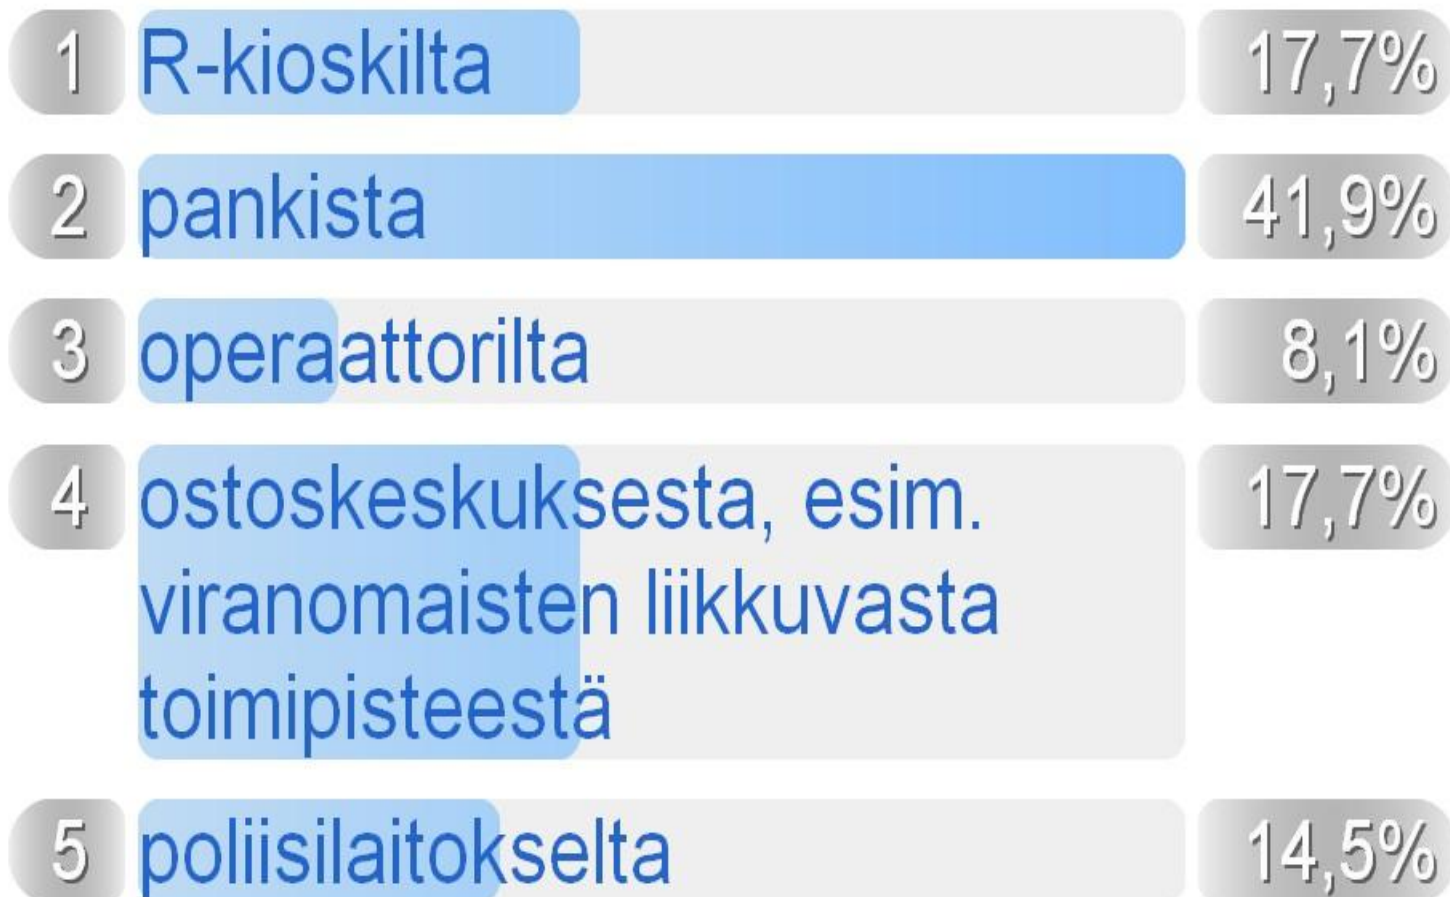 1 R-kioskilta 17,7%
2 pankista 41,9%
3 operaattorilta 8,1%
4 ostoskeskuksesta, esim. 17,7%
viranomaisten liikkuvasta
toimipisteestä
5 poliisilaitokselta 14,5%